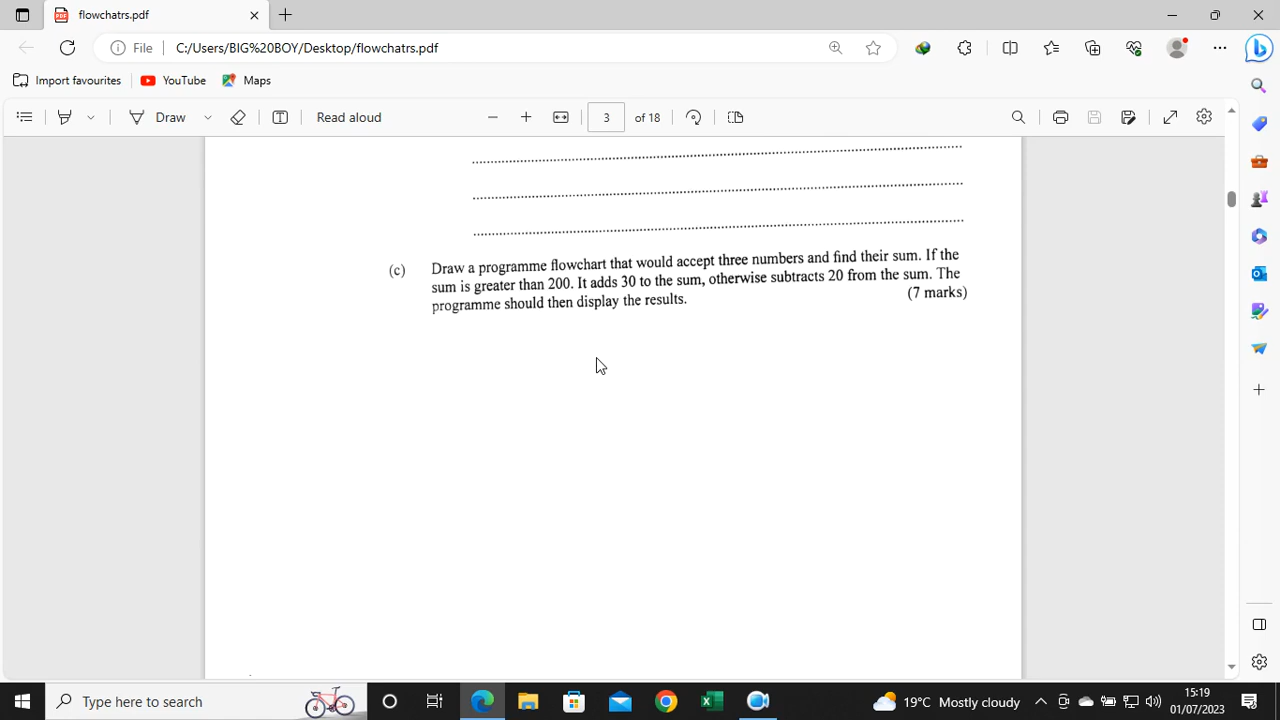 flowchatrs.pdf
File
C:/Users/BIG%20BOY/Desktop/flowchatrs.pdf
Import favourites
YouTube
Maps
Draw
Read aloud
3
of 18
(c) Draw a programme flowchart that would accept three numbers and find their sum. If the
sum is greater than 200. It adds 30 to the sum, otherwise subtracts 20 from the sum. The
programme should then display the results. (7 marks)
Type here to search
19°C Mostly cloudy
15:19
01/07/2023